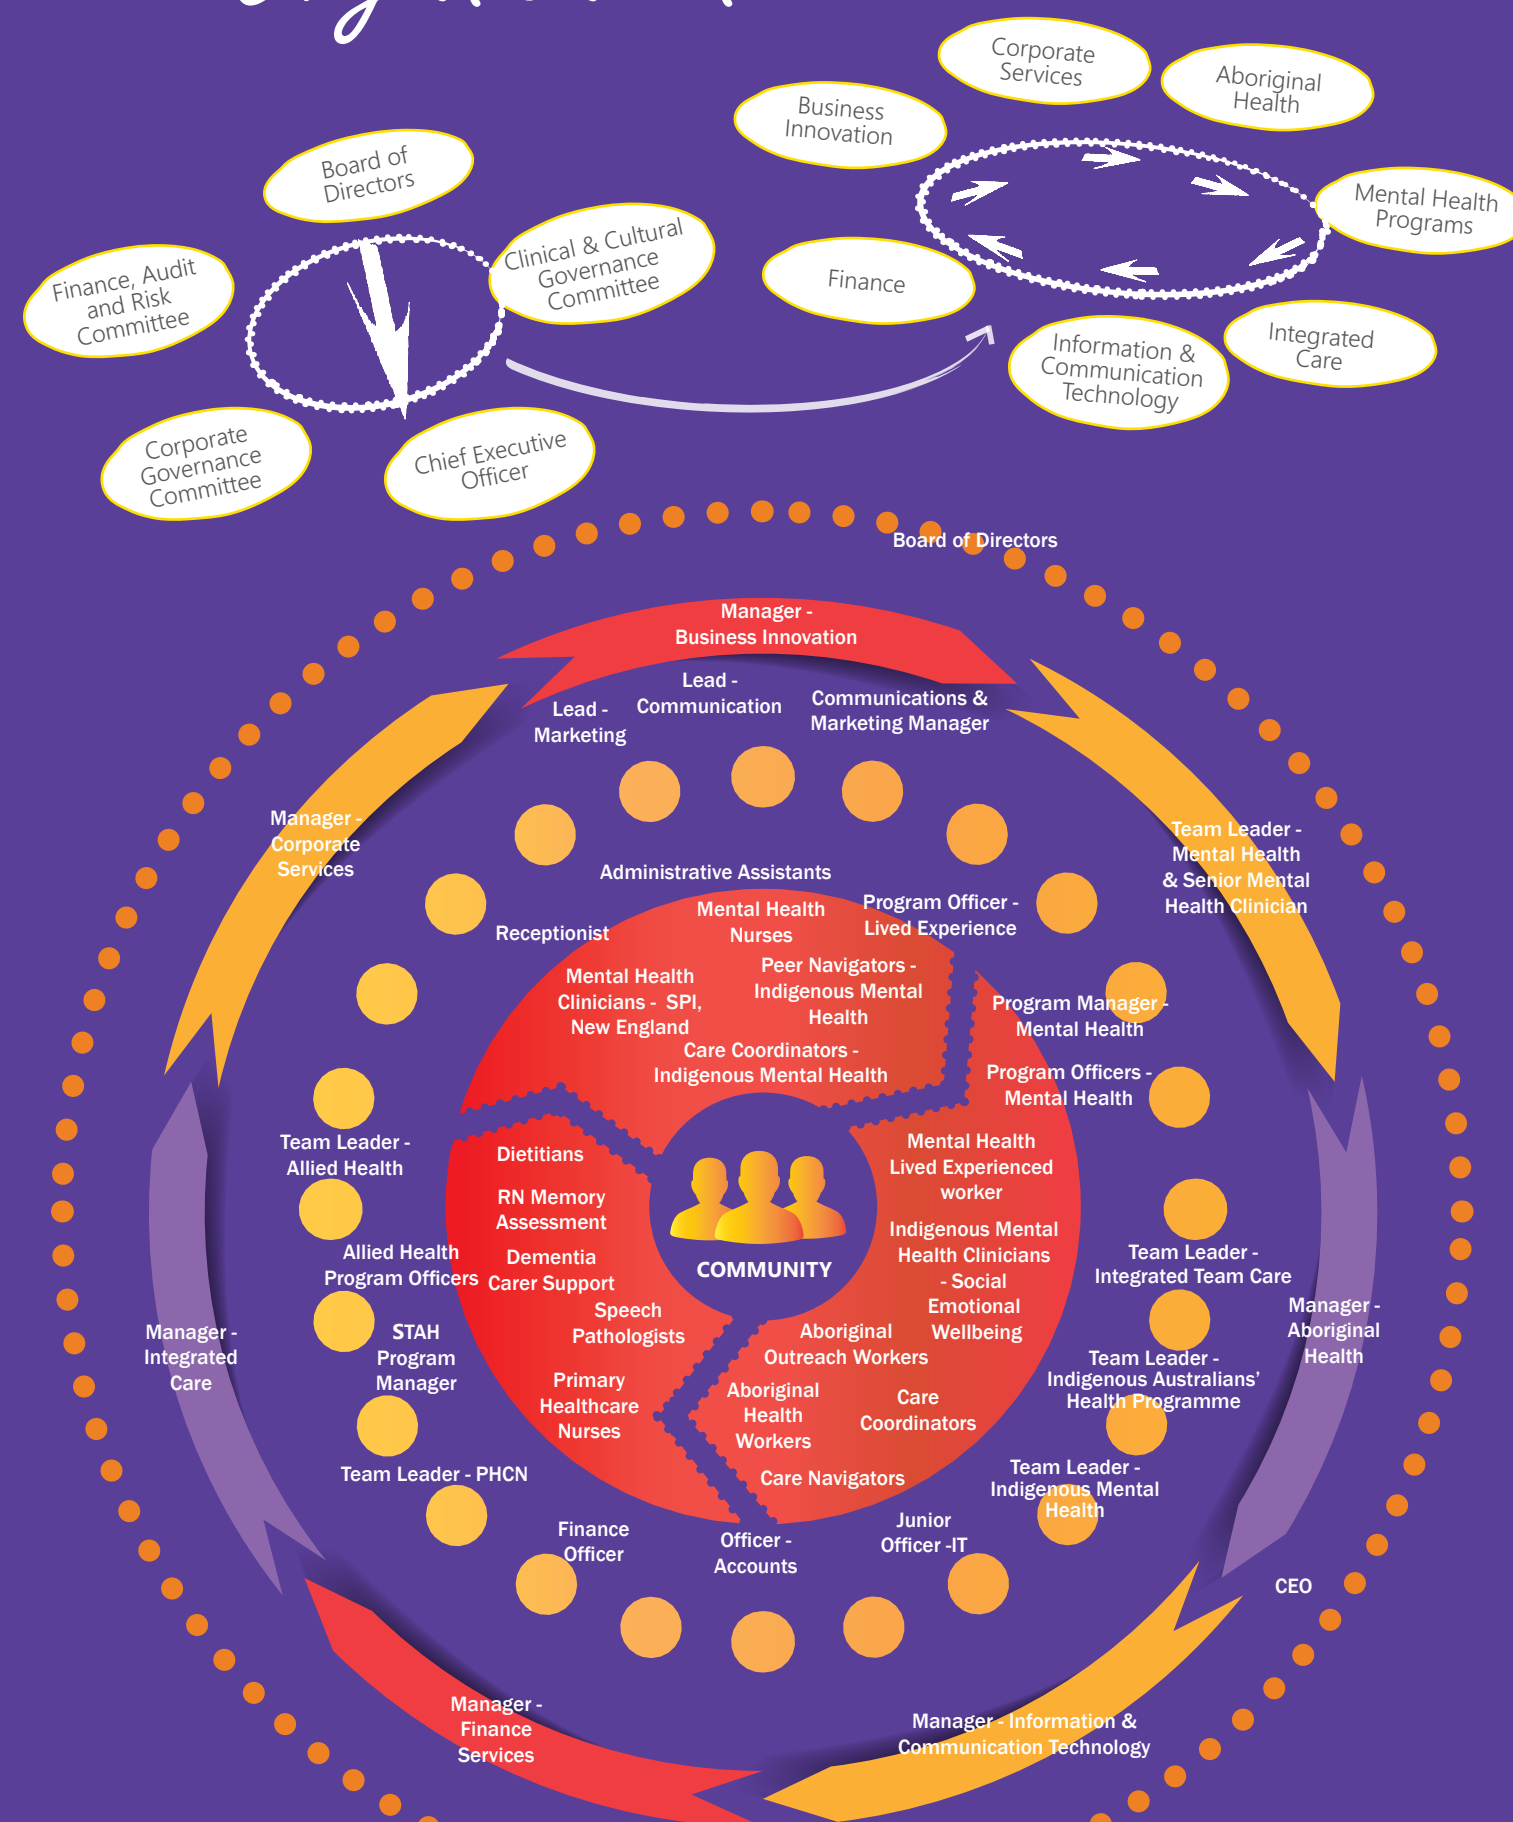 Corporate
Services
Aboriginal
Health
Business
Innovation
Board of
Directors
Mental Health
Programs
Clinical & Cultural
Governance
Committee
Finance, Audit
and Risk
Committee
Finance
Information &
Communication
Technology
Integrated
Care
Corporate
Governance
Committee
Chief Executive
Officer
Board of Directors
Manager -
Business Innovation
Lead -
Marketing
Lead -
Communication
Communications &
Marketing Manager
Manager -
Corporate
Services
Team Leader -
Mental Health
& Senior Mental
Health Clinician
Administrative Assistants
Receptionist
Mental Health
Nurses
Program Officer -
Lived Experience
Mental Health
Clinicians - SPI,
New England
Peer Navigators -
Indigenous Mental
Health
Program Manager -
Mental Health
Care Coordinators -
Indigenous Mental Health
Program Officers -
Mental Health
Team Leader -
Allied Health
Dietitians
Mental Health
Lived Experienced
worker
RN Memory
Assessment
Indigenous Mental
Health Clinicians
- Social
Emotional
Wellbeing
Allied Health
Program Officers
Dementia
Carer Support
COMMUNITY
Team Leader -
Integrated Team Care
Speech
Pathologists
Manager -
Integrated
Care
STAH
Program
Manager
Aboriginal
Outreach Workers
Manager -
Aboriginal
Health
Team Leader -
Indigenous Australians’
Health Programme
Primary
Healthcare
Nurses
Aboriginal
Health
Workers
Care
Coordinators
Team Leader - PHCN
Care Navigators
Team Leader -
Indigenous Mental
Health
Finance
Officer
Officer -
Accounts
Junior
Officer -IT
CEO
Manager -
Finance
Services
Manager - Information &
Communication Technology